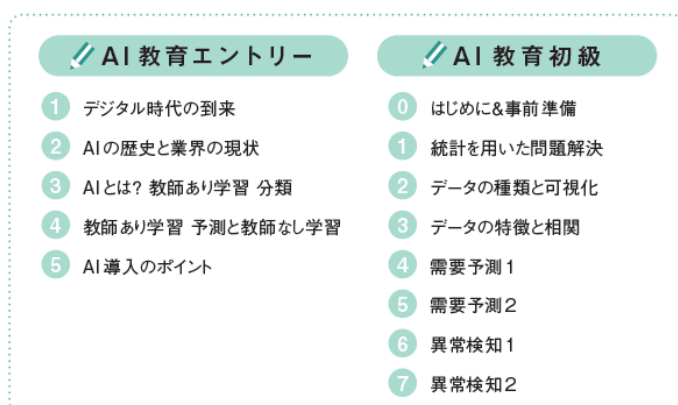 AI教育エントリー
1 デジタル時代の到来
2 AIの歴史と業界の現状
3 AIとは? 教師あり学習 分類
4 教師あり学習 予測と教師なし学習
5 AI導入のポイント
AI教育初級
0 はじめに&事前準備
1 統計を用いた問題解決
2 データの種類と可視化
3 データの特徴と相関
4 需要予測1
5 需要予測2
6 異常検知1
7 異常検知2